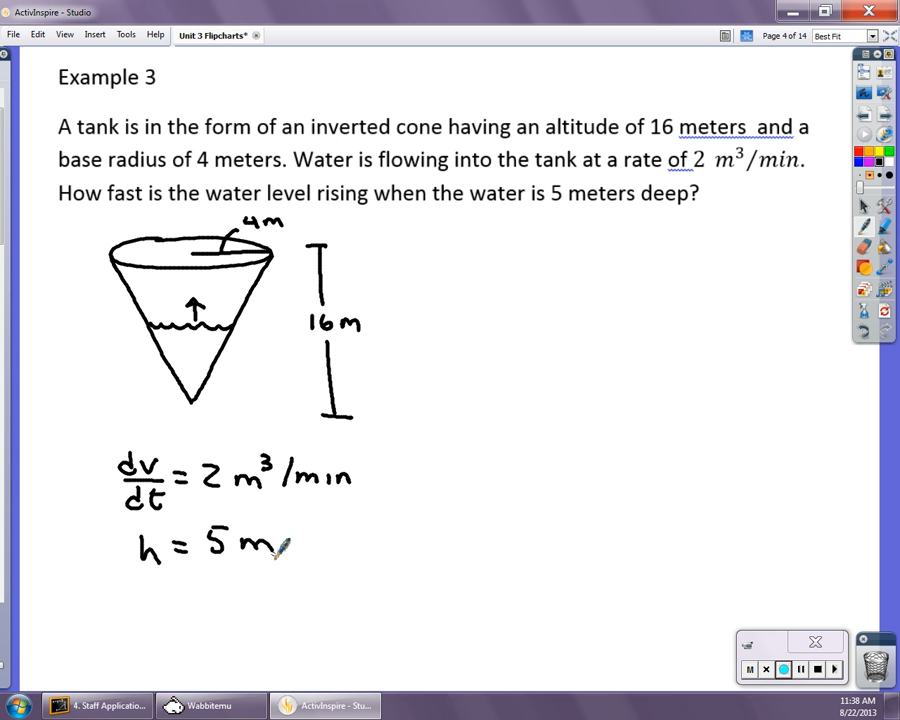 ActivInspire - Studio
File Edit View Insert Tools Help Unit 3 Flipcharts* Page 4 of 14 Best Fit
Example 3
A tank is in the form of an inverted cone having an altitude of 16 meters and a
base radius of 4 meters. Water is flowing into the tank at a rate of 2 m³/min.
How fast is the water level rising when the water is 5 meters deep?
4m
16 m
dv/dt = 2 m³/min
h = 5 m
M
4. Staff Applicatio... Wabbitemu ActivInspire - Stud... 11:38 AM
8/22/2013